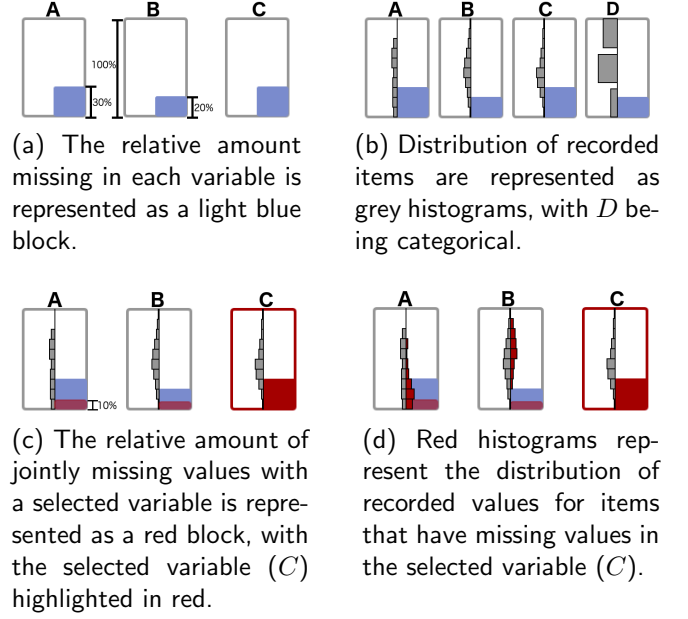 A B C
100%
30%
20%
A B C D
(a) The relative amount
missing in each variable is
represented as a light blue
block.
(b) Distribution of recorded
items are represented as
grey histograms, with D be-
ing categorical.
A B C
10%
A B C
(c) The relative amount of
jointly missing values with
a selected variable is repre-
sented as a red block, with
the selected variable (C)
highlighted in red.
(d) Red histograms rep-
resent the distribution of
recorded values for items
that have missing values in
the selected variable (C).